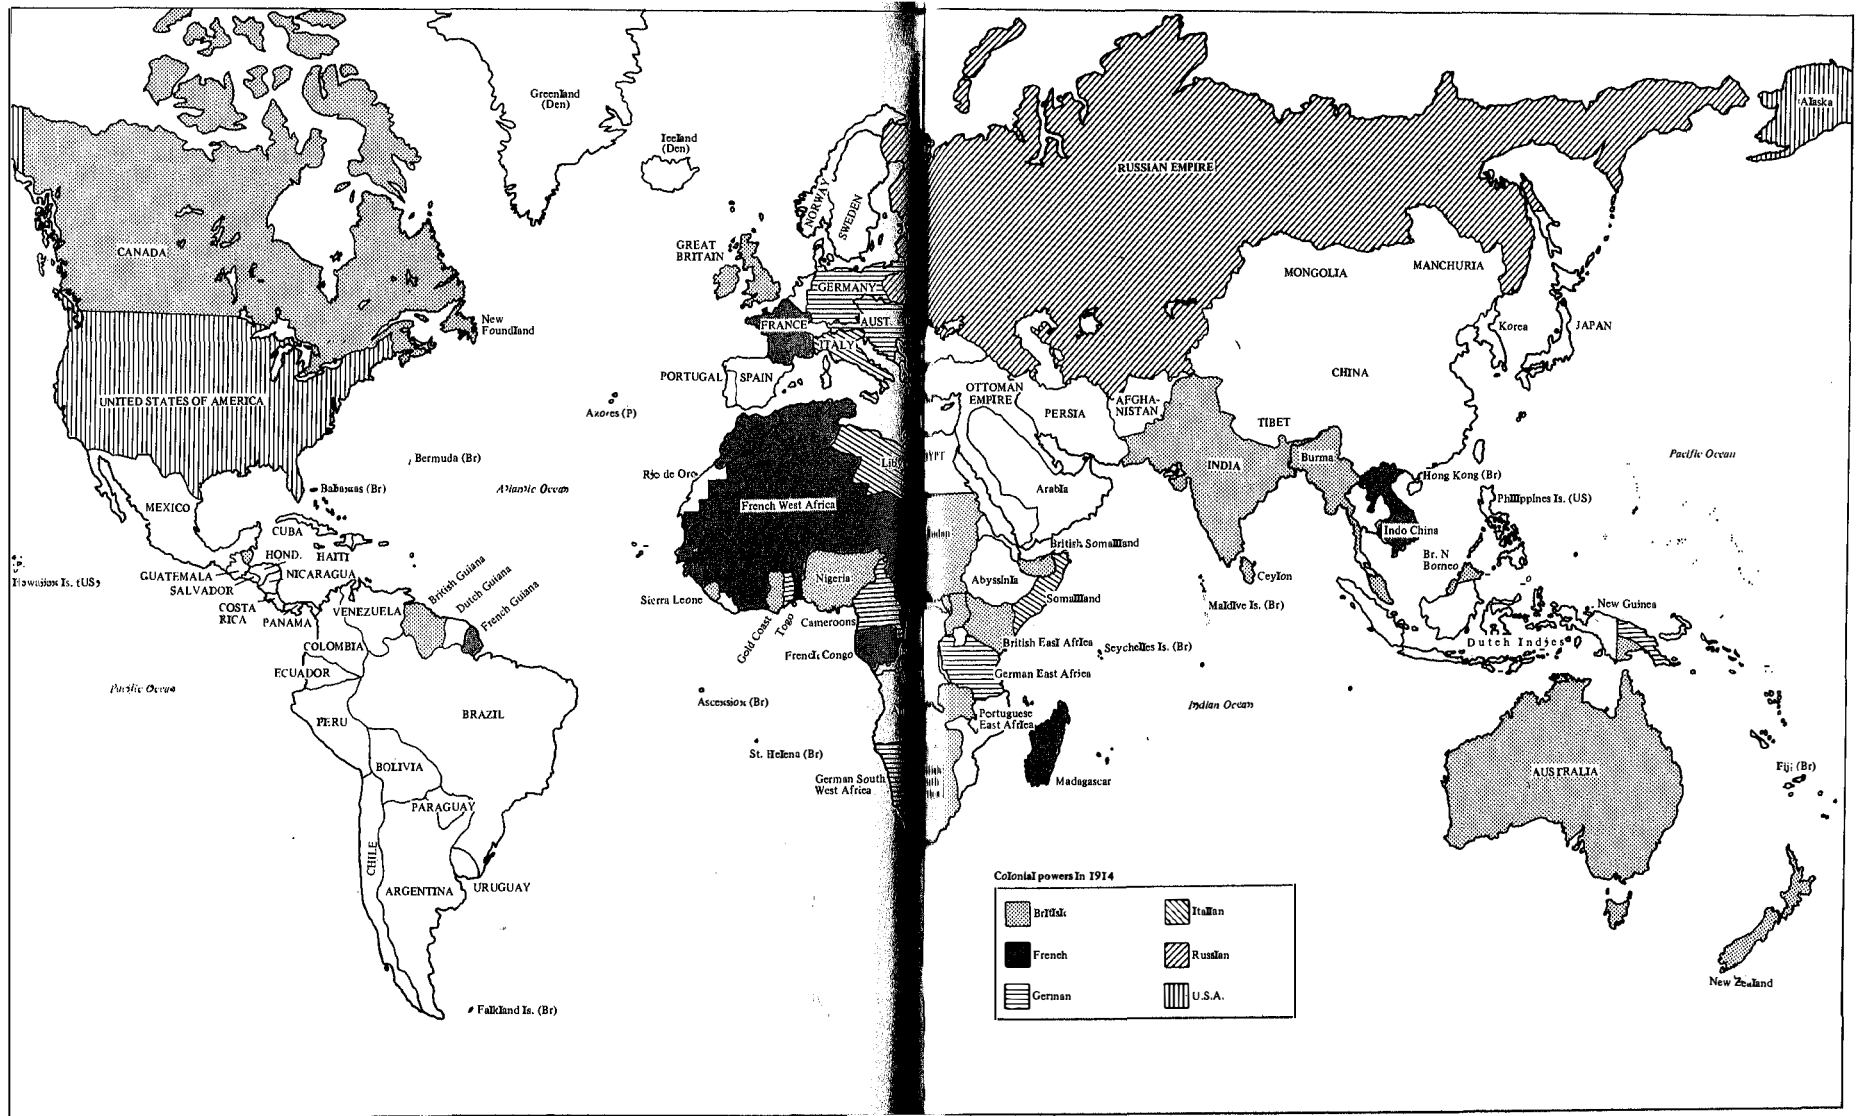 Greenland
(Den)
Iceland
(Den)
Alaska
RUSSIAN EMPIRE
NORWAY
SWEDEN
CANADA
GREAT
BRITAIN
GERMANY
MONGOLIA
MANCHURIA
New
Foundland
FRANCE
AUST.
ITALY
Korea
JAPAN
PORTUGAL
SPAIN
CHINA
UNITED STATES OF AMERICA
OTTOMAN
EMPIRE
PERSIA
AFGHA-
NISTAN
Azores (P)
TIBET
Bermuda (Br)
INDIA
Burma
Pacific Ocean
Rio de Oro
Arabia
Hong Kong (Br)
Bahamas (Br)
Atlantic Ocean
Philippines Is. (US)
MEXICO
French West Africa
Indo China
CUBA
British Somaliland
HOND.
HAITI
Br. N
Borneo
GUATEMALA
NICARAGUA
Hawaiian Is. (US)
SALVADOR
British Guiana
Dutch Guiana
French Guiana
Nigeria
Abyssinia
Ceylon
COSTA
RICA
PANAMA
VENEZUELA
Sierra Leone
Somaliland
Maldive Is. (Br)
New Guinea
Gold Coast
Togo
Cameroons
COLOMBIA
French Congo
British East Africa
Seychelles Is. (Br)
Dutch Indies
ECUADOR
German East Africa
Pacific Ocean
Ascension (Br)
Indian Ocean
PERU
BRAZIL
Portuguese
East Africa
St. Helena (Br)
BOLIVIA
German South
West Africa
Madagascar
AUSTRALIA
Fiji (Br)
PARAGUAY
CHILE
ARGENTINA
URUGUAY
Colonial powers in 1914
British
Italian
French
Russian
German
U.S.A.
New Zealand
Falkland Is. (Br)